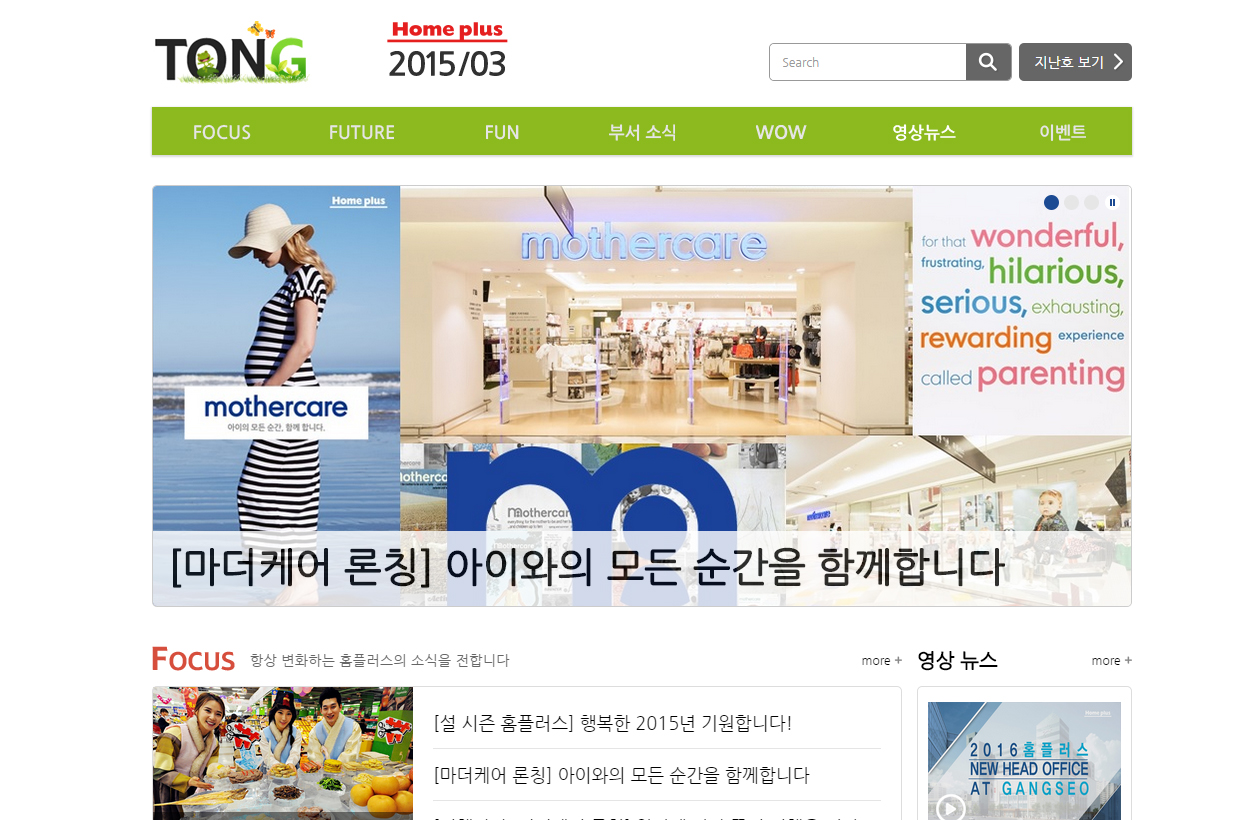 TONG
Home plus
2015/03
Search
지난호 보기
FOCUS
FUTURE
FUN
부서 소식
WOW
영상뉴스
이벤트
Home plus
mothercare
for that wonderful,
frustrating, hilarious,
serious, exhausting,
rewarding experience
called parenting
mothercare
아이의 모든 순간, 함께 합니다.
mothercare
Mothercare
mothercare
[마더케어 론칭] 아이와의 모든 순간을 함께합니다
FOCUS 항상 변화하는 홈플러스의 소식을 전합니다
more +
영상 뉴스
more +
[설 시즌 홈플러스] 행복한 2015년 기원합니다!
[마더케어 론칭] 아이와의 모든 순간을 함께합니다
Home plus
2016홈플러스
NEW HEAD OFFICE
AT GANGSEO